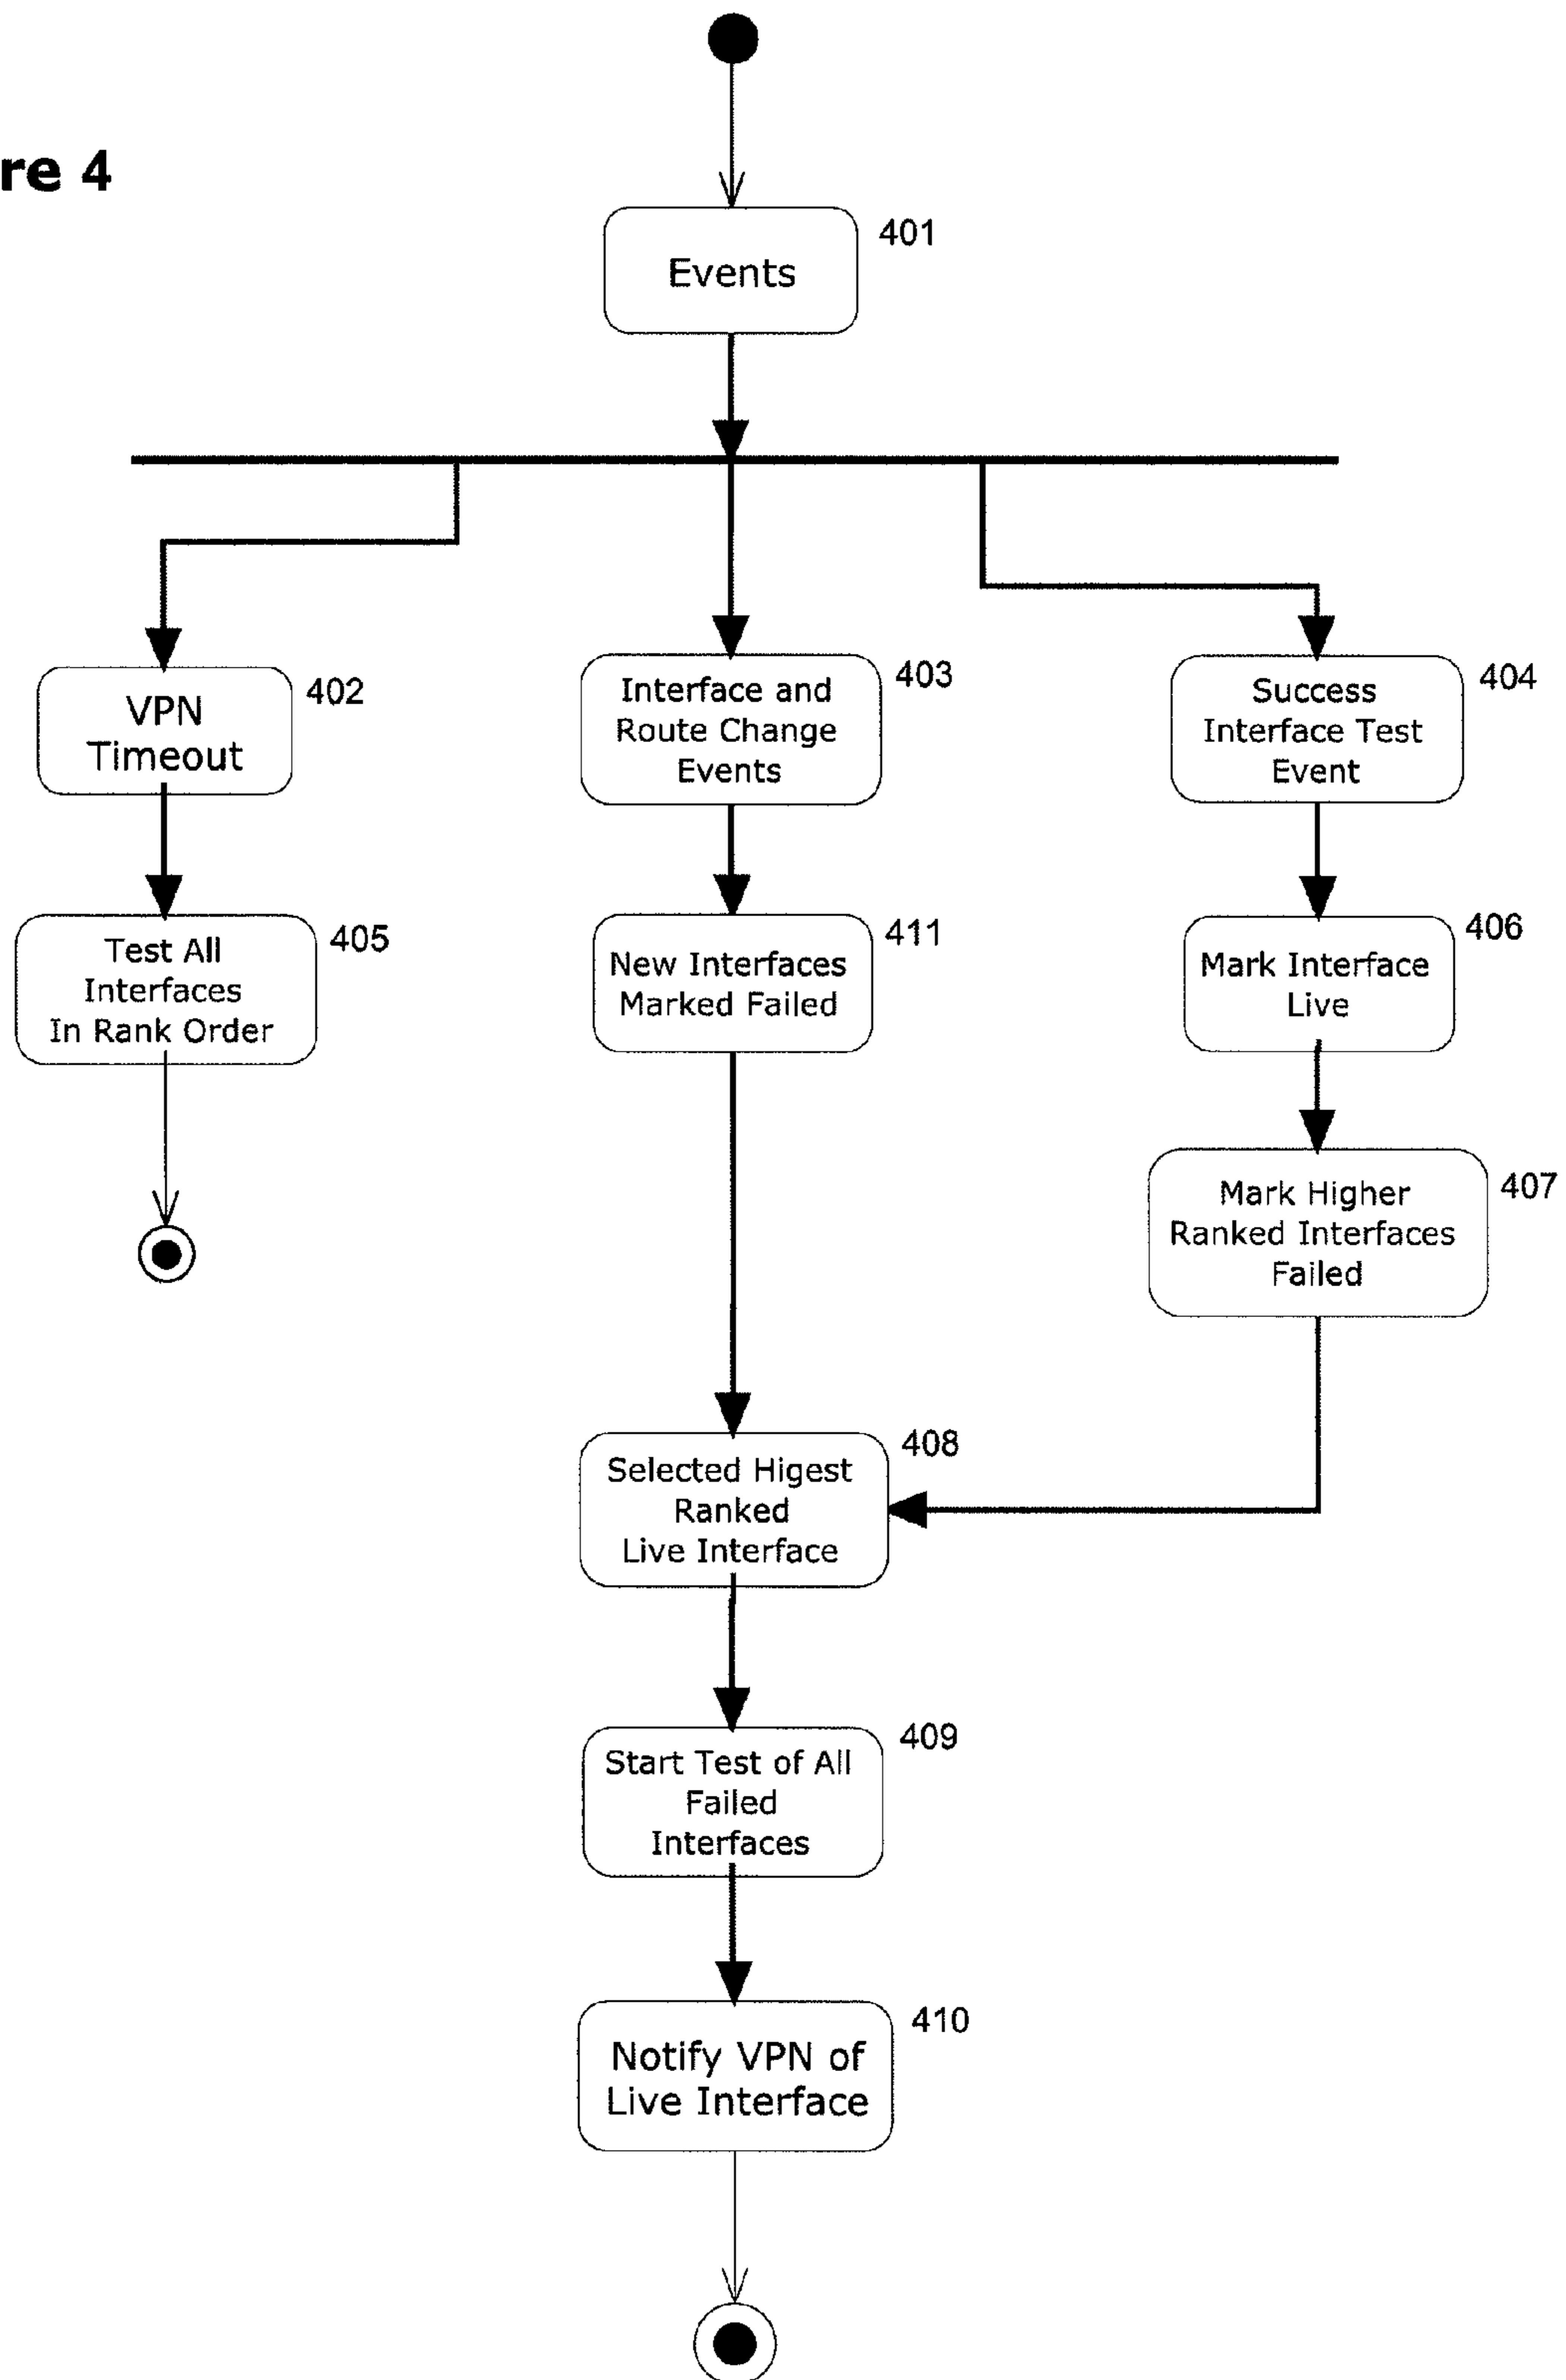 re 4
401
Events
402
VPN
Timeout
403
Interface and
Route Change
Events
404
Success
Interface Test
Event
405
Test All
Interfaces
In Rank Order
411
New Interfaces
Marked Failed
406
Mark Interface
Live
407
Mark Higher
Ranked Interfaces
Failed
408
Selected Higest
Ranked
Live Interface
409
Start Test of All
Failed
Interfaces
410
Notify VPN of
Live Interface